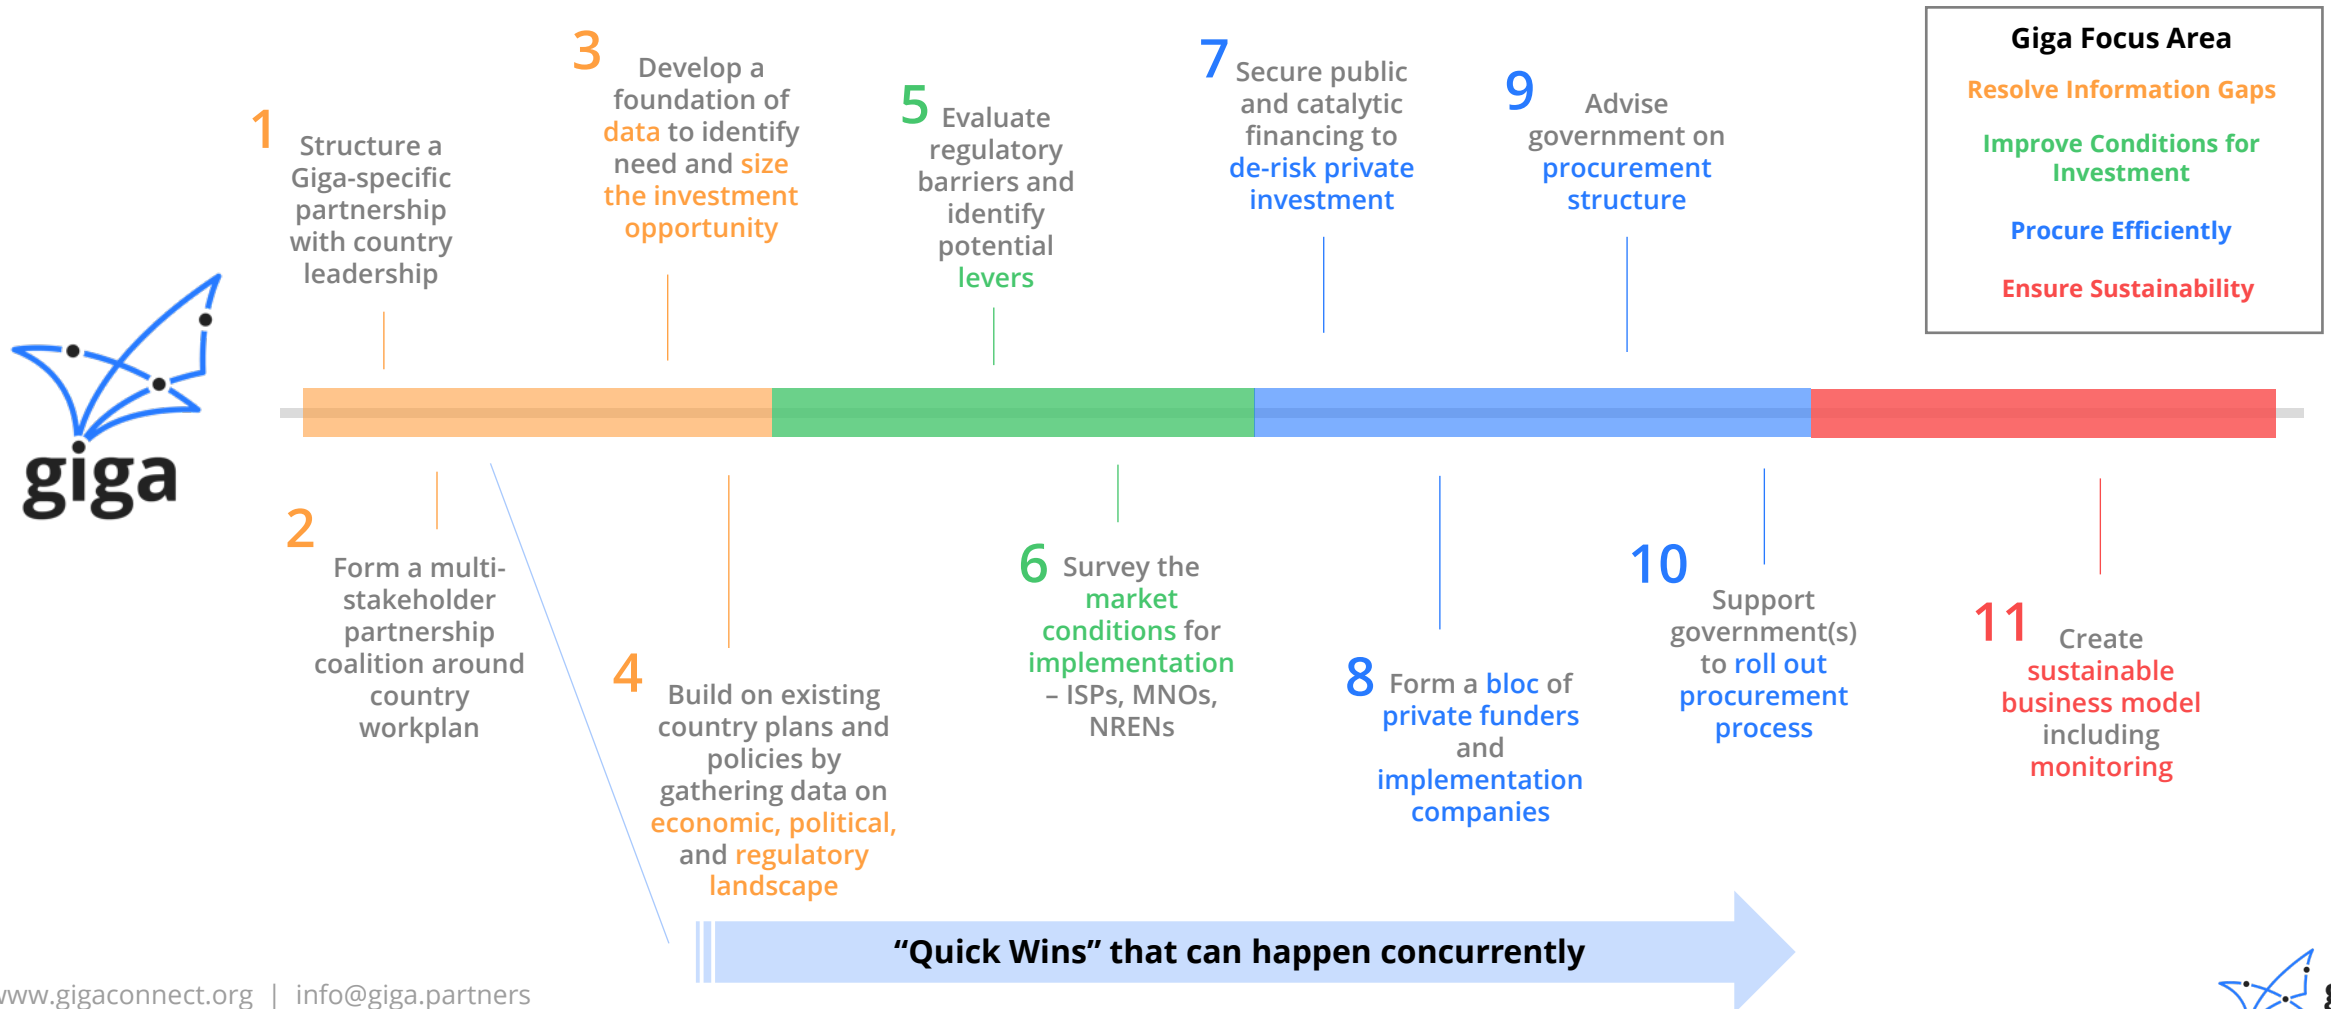 1
Structure a
Giga-specific
partnership
with country
leadership
3
Develop a
foundation of
data to identify
need and size
the investment
opportunity
5
Evaluate
regulatory
barriers and
identify
potential
levers
7
Secure public
and catalytic
financing to
de-risk private
investment
9
Advise
government on
procurement
structure
Giga Focus Area
Resolve Information Gaps
Improve Conditions for
Investment
Procure Efficiently
Ensure Sustainability
giga
2
Form a multi-
stakeholder
partnership
coalition around
country
workplan
4
Build on existing
country plans and
policies by
gathering data on
economic, political,
and regulatory
landscape
6
Survey the
market
conditions for
implementation
– ISPs, MNOs,
NRENs
8
Form a bloc of
private funders
and
implementation
companies
10
Support
government(s)
to roll out
procurement
process
11
Create
sustainable
business model
including
monitoring
“Quick Wins” that can happen concurrently
www.gigaconnect.org | info@giga.partners